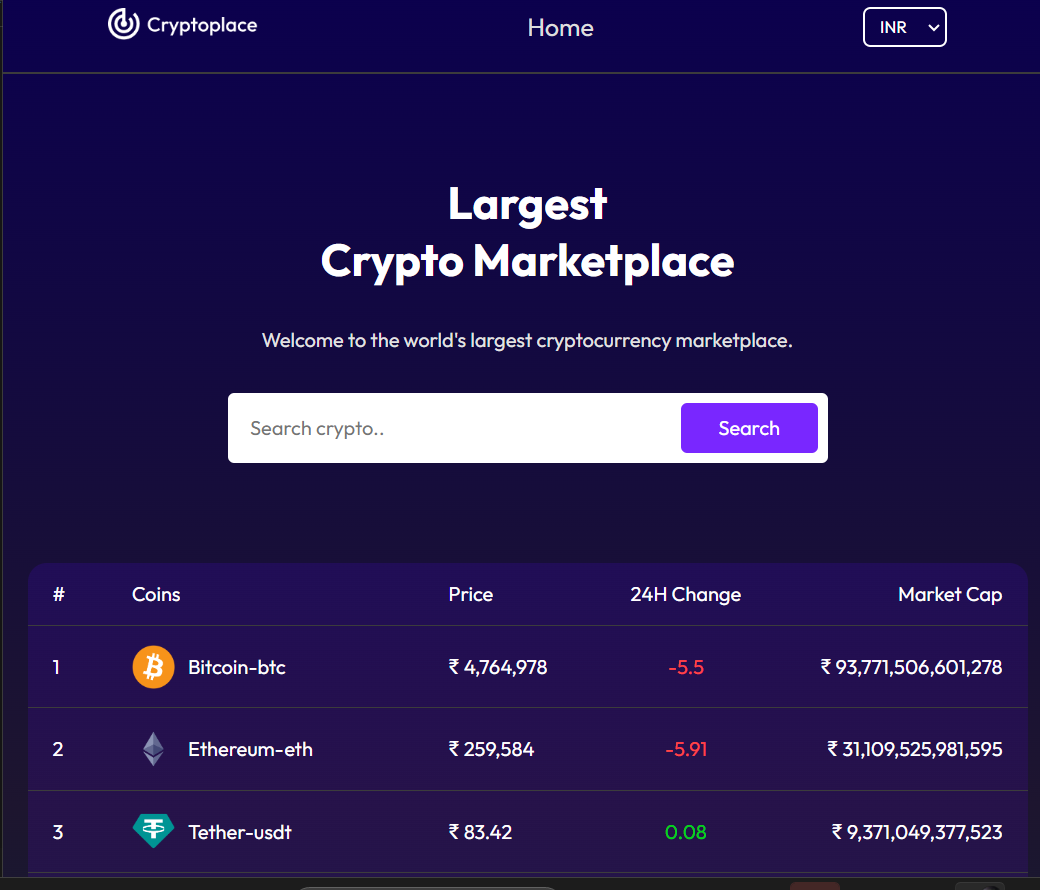 Cryptoplace
Home
INR
Largest
Crypto Marketplace
Welcome to the world's largest cryptocurrency marketplace.
Search crypto..
Search
# Coins Price 24H Change Market Cap
1 Bitcoin-btc ₹ 4,764,978 -5.5 ₹ 93,771,506,601,278
2 Ethereum-eth ₹ 259,584 -5.91 ₹ 31,109,525,981,595
3 Tether-usdt ₹ 83.42 0.08 ₹ 9,371,049,377,523